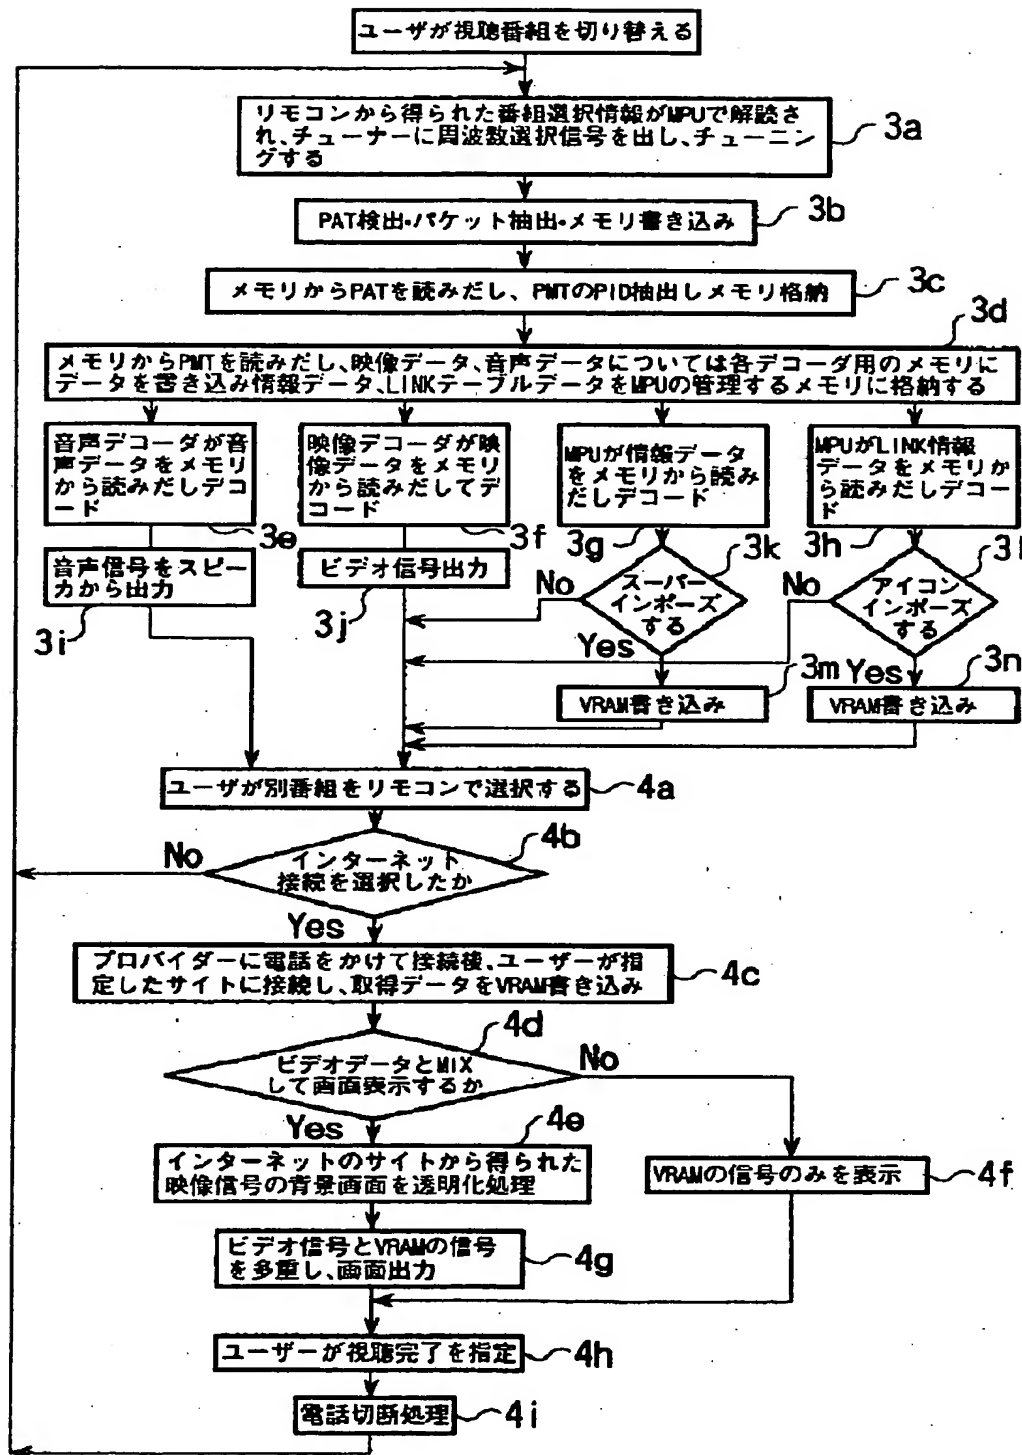 ユーザが視聴番組を切り替える
リモコンから得られた番組選択情報がMPUで解読さ
れ、チューナーに周波数選択信号を出し、チューニン
グする
3a
PAT検出・パケット抽出・メモリ書き込み
3b
メモリからPATを読みだし、PMTのPID抽出しメモリ格納
3c
3d
メモリからPMTを読みだし、映像データ、音声データについては各デコーダ用のメモリに
データを書き込み情報データ、LINKテーブルデータをMPUの管理するメモリに格納する
音声デコーダが音
声データをメモリ
から読みだしデコ
ード
3e
映像デコーダが映
像データをメモリ
から読みだしてデ
コード
3f
MPUが情報データ
をメモリから読み
だしデコード
3g
MPUがLINK情報
データをメモリか
ら読みだしデコー
ド
3h
音声信号をスピー
カから出力
3i
ビデオ信号出力
3j
No
スーパー
インポーズ
する
3k
Yes
No
アイコン
インポーズ
する
3l
Yes
VRAM書き込み
3m
VRAM書き込み
3n
ユーザが別番組をリモコンで選択する
4a
No
インターネット
接続を選択したか
4b
Yes
プロバイダーに電話をかけて接続後、ユーザーが指
定したサイトに接続し、取得データをVRAM書き込み
4c
4d
ビデオデータとMIX
して画面表示するか
No
Yes
4e
インターネットのサイトから得られた
映像信号の背景画面を透明化処理
VRAMの信号のみを表示
4f
ビデオ信号とVRAMの信号
を多重し、画面出力
4g
ユーザーが視聴完了を指定
4h
電話切断処理
4i